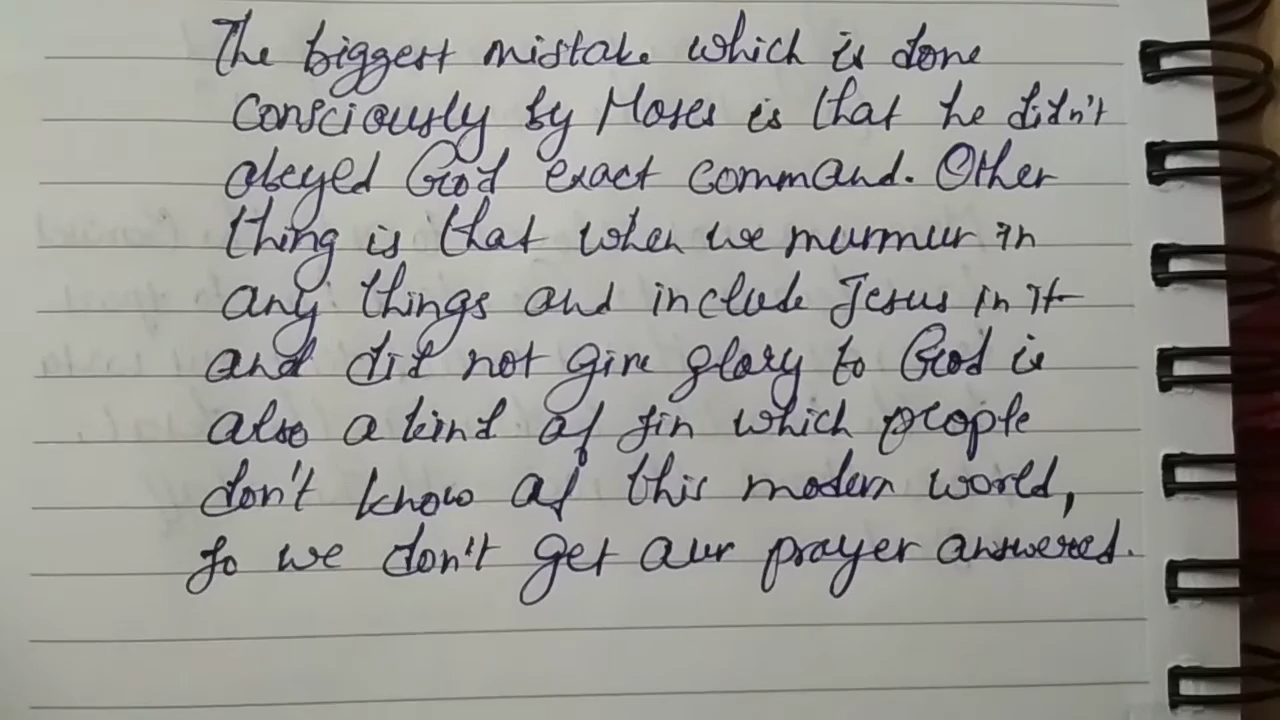 The biggest mistake which is done
consciously by Moses is that he didn't
obeyed God exact command. Other
thing is that when we murmur in
any things and include Jesus in it
and did not give glory to God is
also a kind of sin which people
don't know of this modern world,
so we don't get our prayer answered.